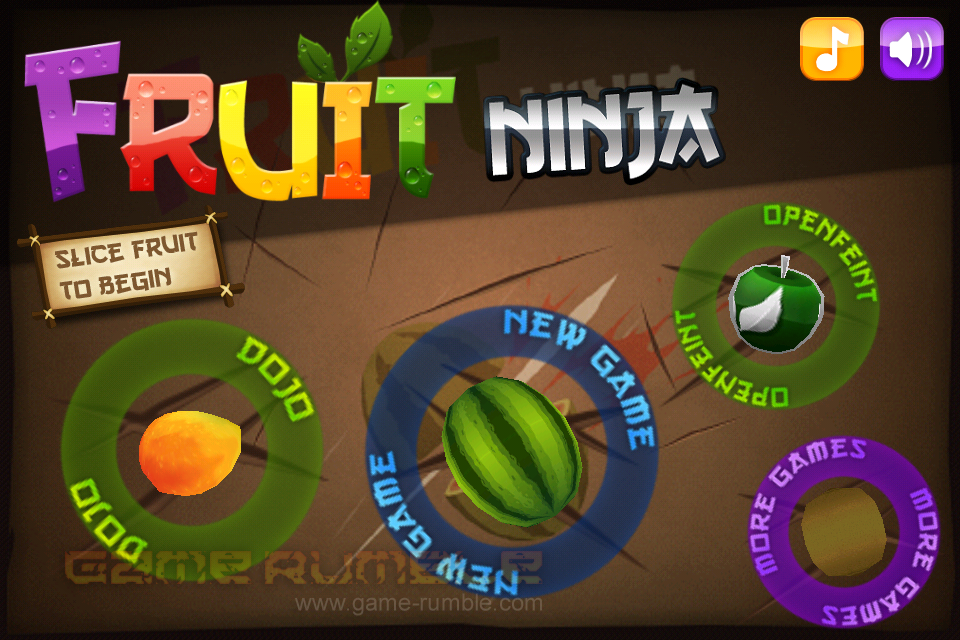 FRUIT NINJA
SLICE FRUIT
TO BEGIN
OPENFEINT
OPENFEINT
DOJO
DOJO
NEW GAME
NEW GAME
MORE GAMES
MORE GAMES
GAME RUMBLE
www.game-rumble.com